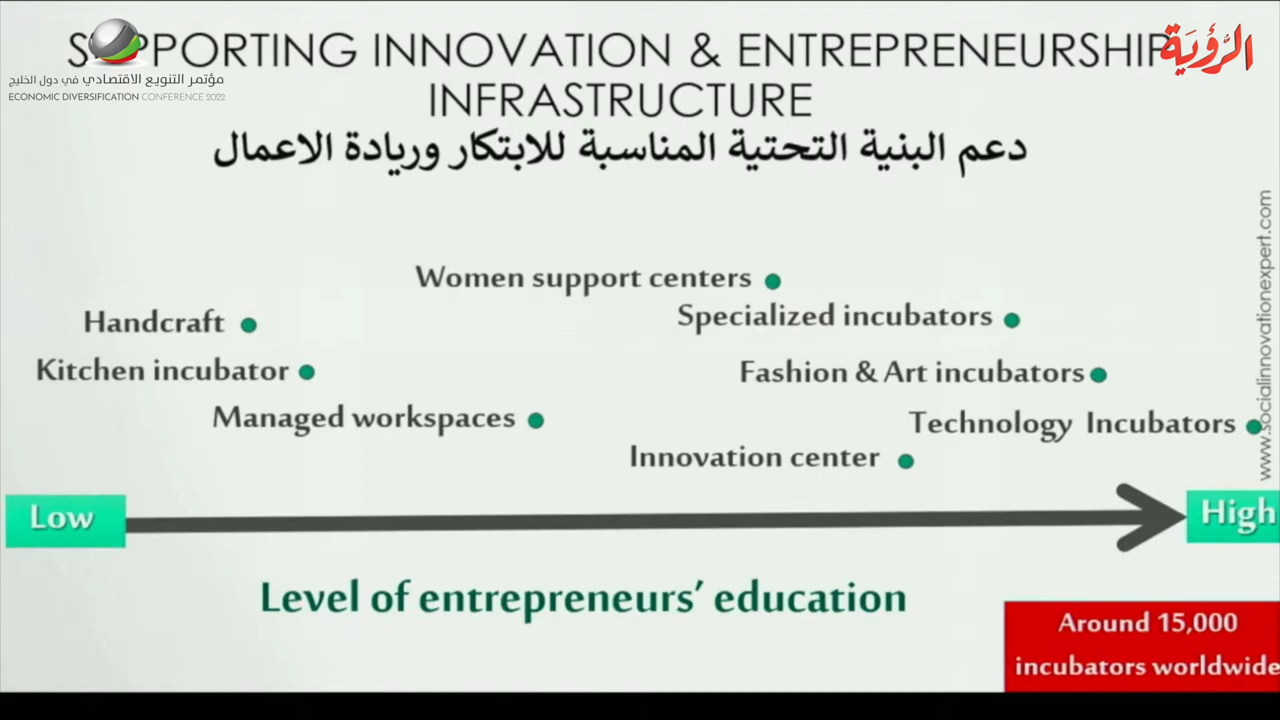 SUPPORTING INNOVATION & ENTREPRENEURSHIP
INFRASTRUCTURE
مؤتمر التنويع الاقتصادي في دول الخليج
ECONOMIC DIVERSIFICATION CONFERENCE 2022
الرؤية
دعم البنية التحتية المناسبة للابتكار وريادة الاعمال
www.socialinnovationexpert.com
Women support centers
Handcraft
Specialized incubators
Kitchen incubator
Fashion & Art incubators
Managed workspaces
Technology Incubators
Innovation center
Low
High
Level of entrepreneurs’ education
Around 15,000
incubators worldwide